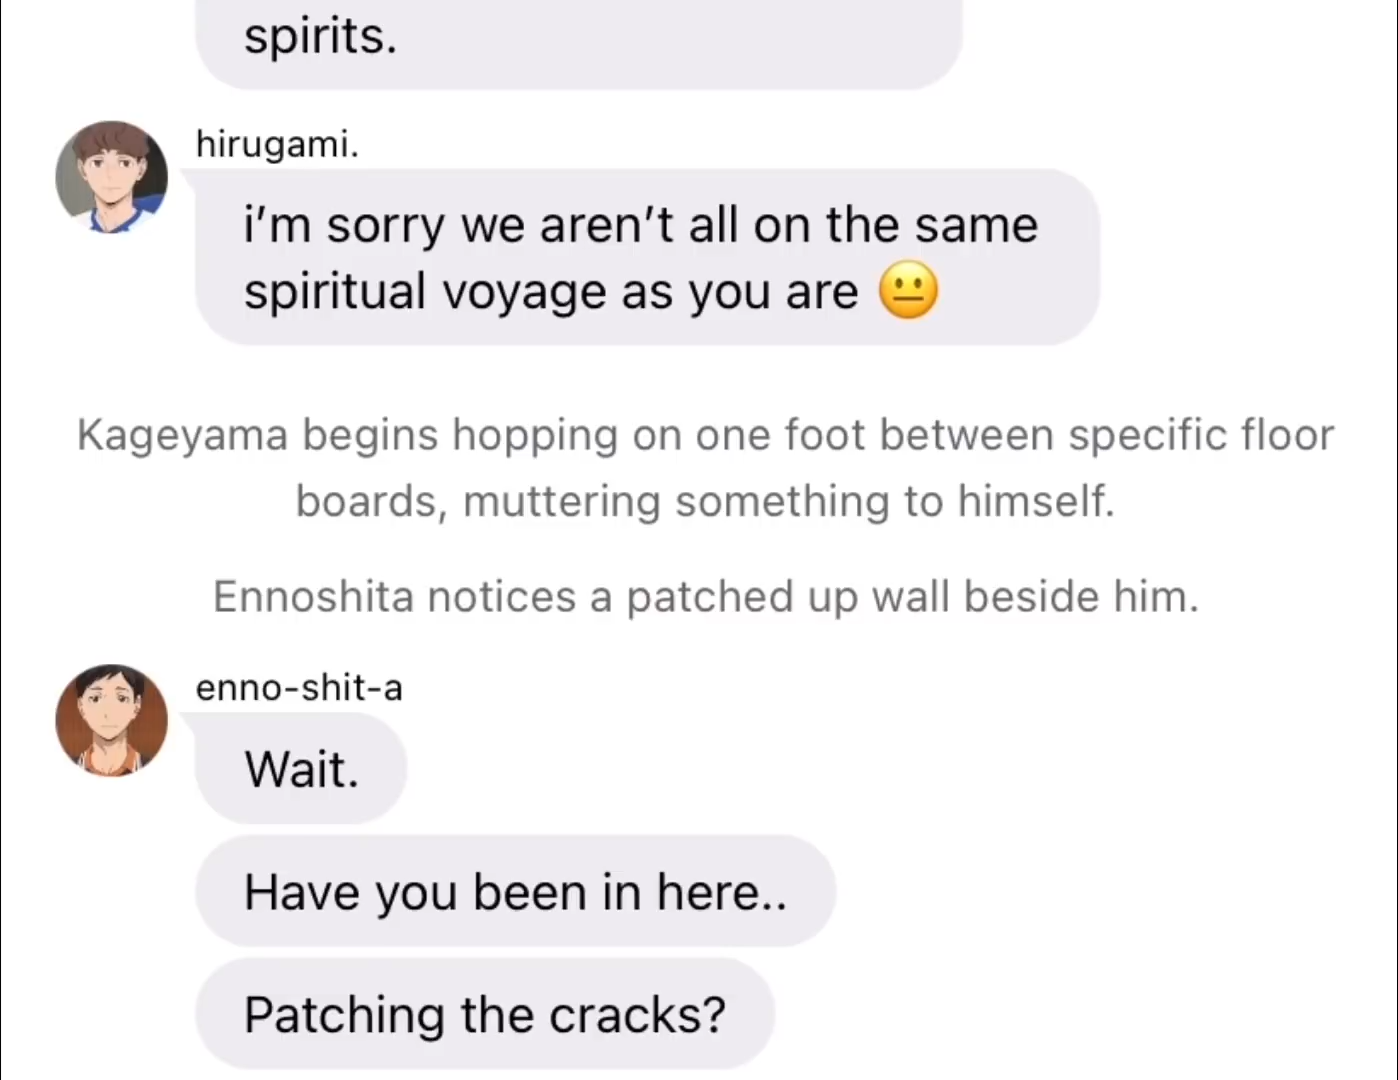 spirits.
hirugami.
i’m sorry we aren’t all on the same
spiritual voyage as you are 😐
Kageyama begins hopping on one foot between specific floor
boards, muttering something to himself.
Ennoshita notices a patched up wall beside him.
enno-shit-a
Wait.
Have you been in here..
Patching the cracks?